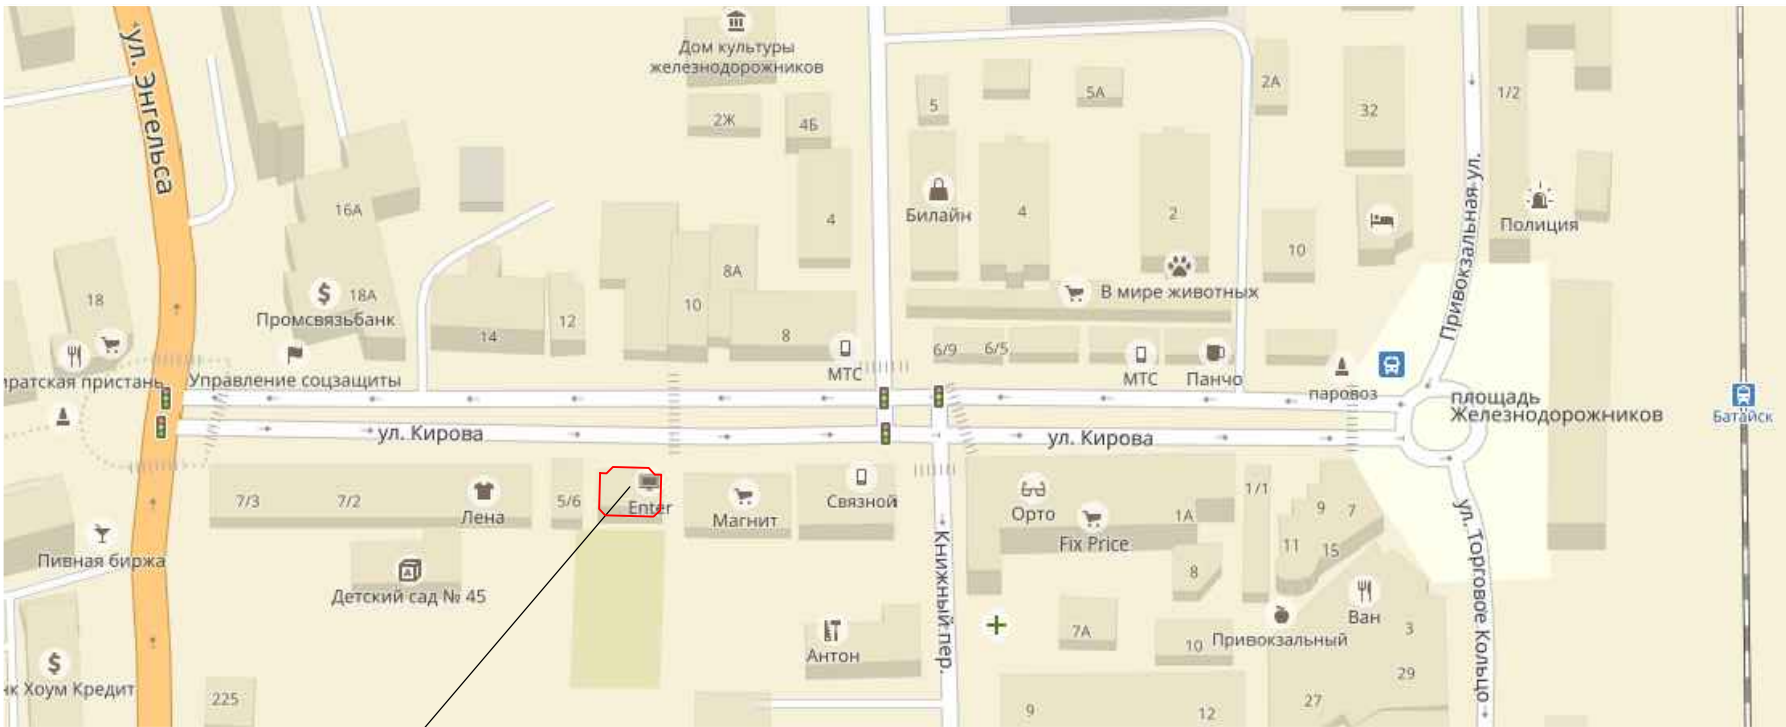 Дом культуры
железнодорожников
ул. Энгельса
2Ж
4Б
5
5А
2А
32
1/2
16А
4
Билайн
4
2
10
Полиция
Привокзальная ул.
18
18А
Промсвязьбанк
8А
10
14
12
8
В мире животных
6/9
6/5
МТС
МТС
Панчо
паровоз
иратская пристань
Управление соцзащиты
площадь
Железнодорожников
Батайск
ул. Кирова
ул. Кирова
7/3
7/2
Лена
5/6
Enter
Магнит
Связной
Орто
Fix Price
1А
1/1
9
7
11
15
Пивная биржа
Детский сад № 45
Книжный пер.
8
Ван
ул. Торговое Кольцо
7А
10
Привокзальный
3
Антон
29
нк Хоум Кредит
225
9
12
27